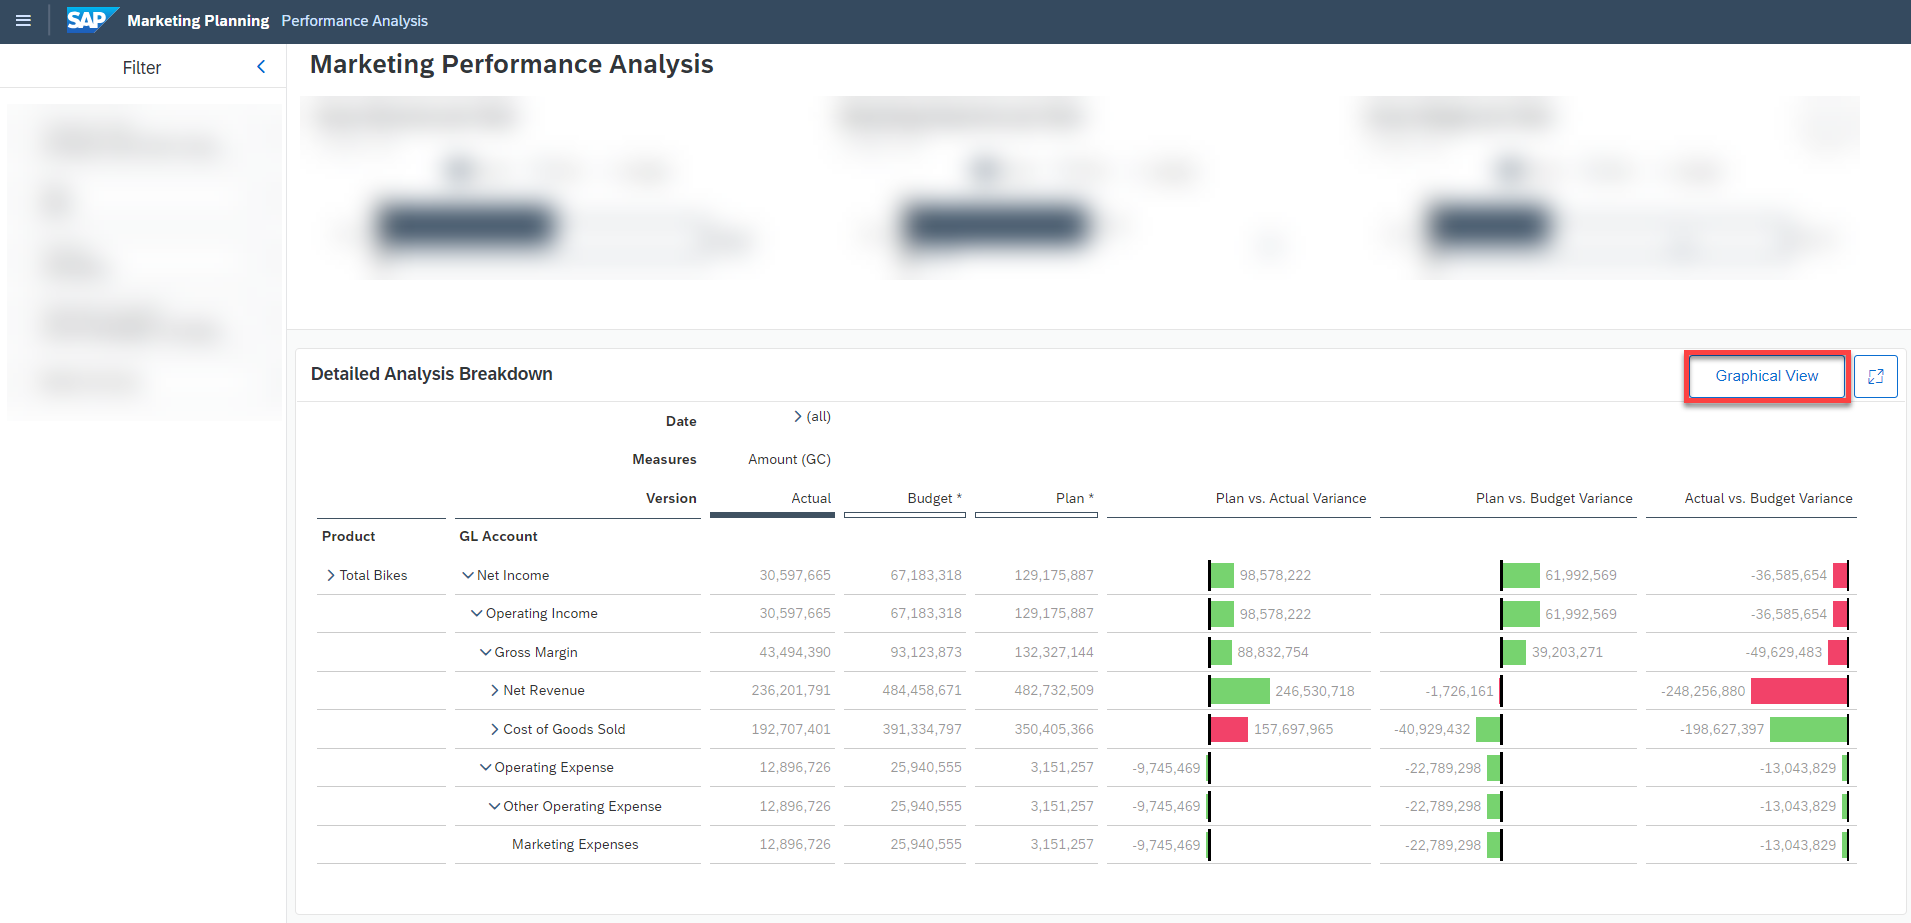 SAP Marketing Planning Performance Analysis
Filter
Marketing Performance Analysis
Detailed Analysis Breakdown
Graphical View
Date (all)
Measures Amount (GC)
Version Actual Budget * Plan * Plan vs. Actual Variance Plan vs. Budget Variance Actual vs. Budget Variance
Product GL Account
Total Bikes Net Income 30,597,665 67,183,318 129,175,887 98,578,222 61,992,569 -36,585,654
Operating Income 30,597,665 67,183,318 129,175,887 98,578,222 61,992,569 -36,585,654
Gross Margin 43,494,390 93,123,873 132,327,144 88,832,754 39,203,271 -49,629,483
Net Revenue 236,201,791 484,458,671 482,732,509 246,530,718 -1,726,161 -248,256,880
Cost of Goods Sold 192,707,401 391,334,797 350,405,366 157,697,965 -40,929,432 -198,627,397
Operating Expense 12,896,726 25,940,555 3,151,257 -9,745,469 -22,789,298 -13,043,829
Other Operating Expense 12,896,726 25,940,555 3,151,257 -9,745,469 -22,789,298 -13,043,829
Marketing Expenses 12,896,726 25,940,555 3,151,257 -9,745,469 -22,789,298 -13,043,829